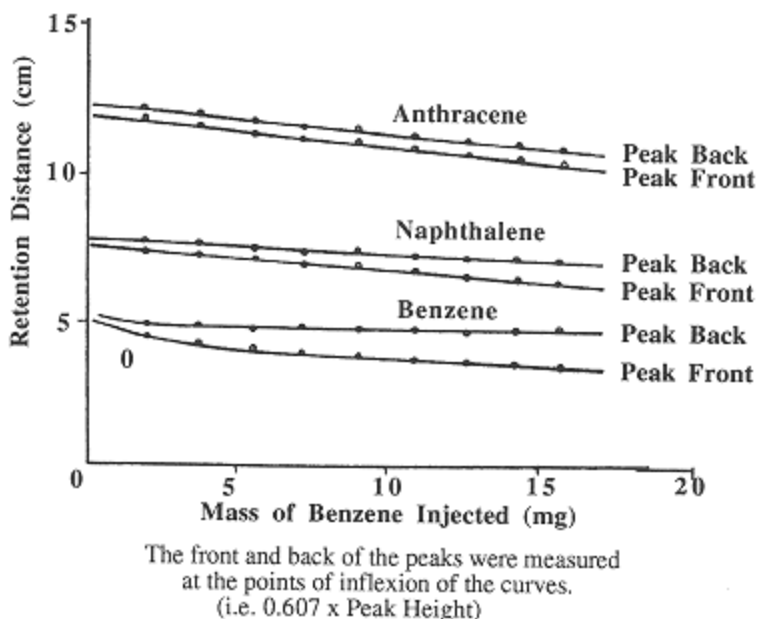 15
Retention Distance (cm)
Anthracene
Peak Back
10
Peak Front
Naphthalene
Peak Back
Peak Front
Benzene
5
Peak Back
0
Peak Front
0
5
10
15
20
Mass of Benzene Injected (mg)
The front and back of the peaks were measured
at the points of inflexion of the curves.
(i.e. 0.607 x Peak Height)